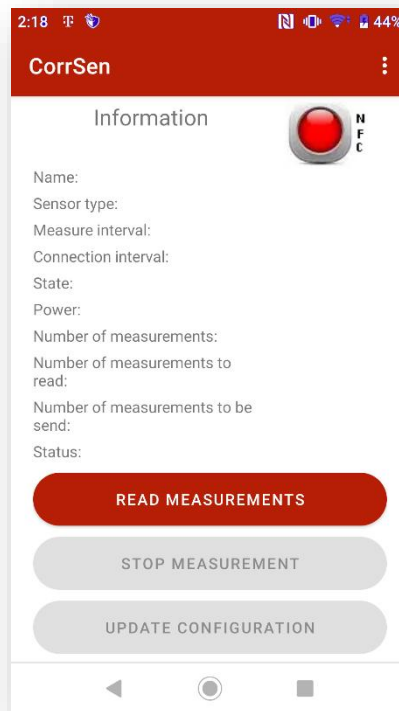 2:18 T 44%
CorrSen
Information
NFC
Name:
Sensor type:
Measure interval:
Connection interval:
State:
Power:
Number of measurements:
Number of measurements to
read:
Number of measurements to be
send:
Status:
READ MEASUREMENTS
STOP MEASUREMENT
UPDATE CONFIGURATION